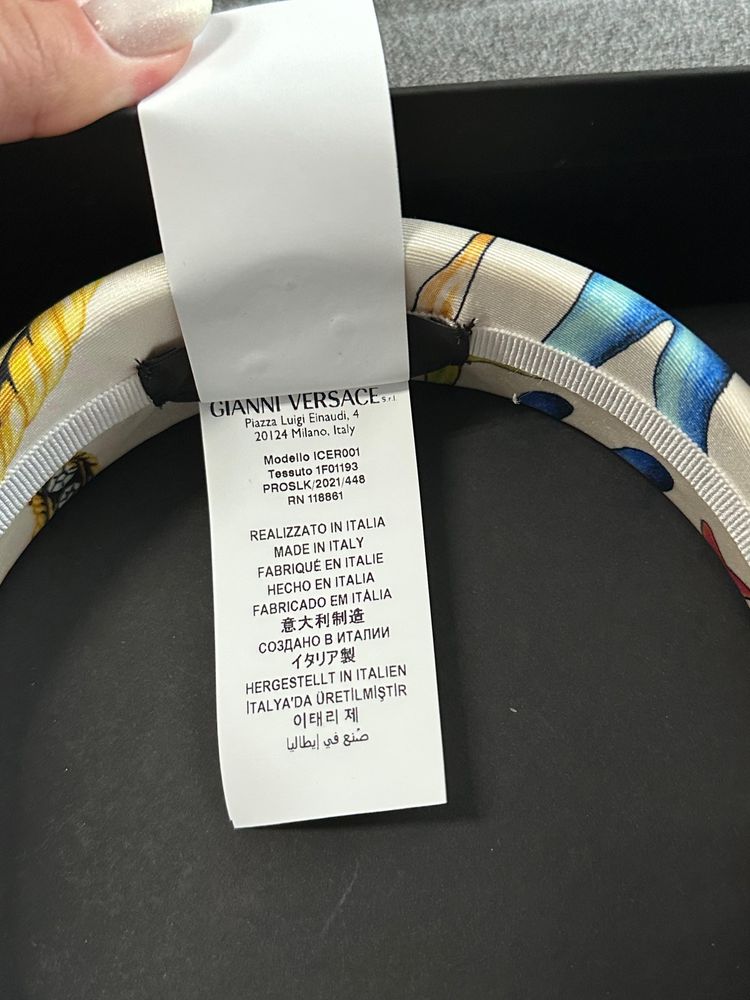 GIANNI VERSACE s.r.l.
Piazza Luigi Einaudi, 4
20124 Milano, Italy
Modello ICER001
Tessuto 1F01193
PROSLK/2021/448
RN 118861
REALIZZATO IN ITALIA
MADE IN ITALY
FABRIQUÉ EN ITALIE
HECHO EN ITALIA
FABRICADO EM ITÁLIA
意大利制造
СОЗДАНО В ИТАЛИИ
イタリア製
HERGESTELLT IN ITALIEN
İTALYA'DA ÜRETİLMİŞTİR
이태리 제
صُنع في إيطاليا